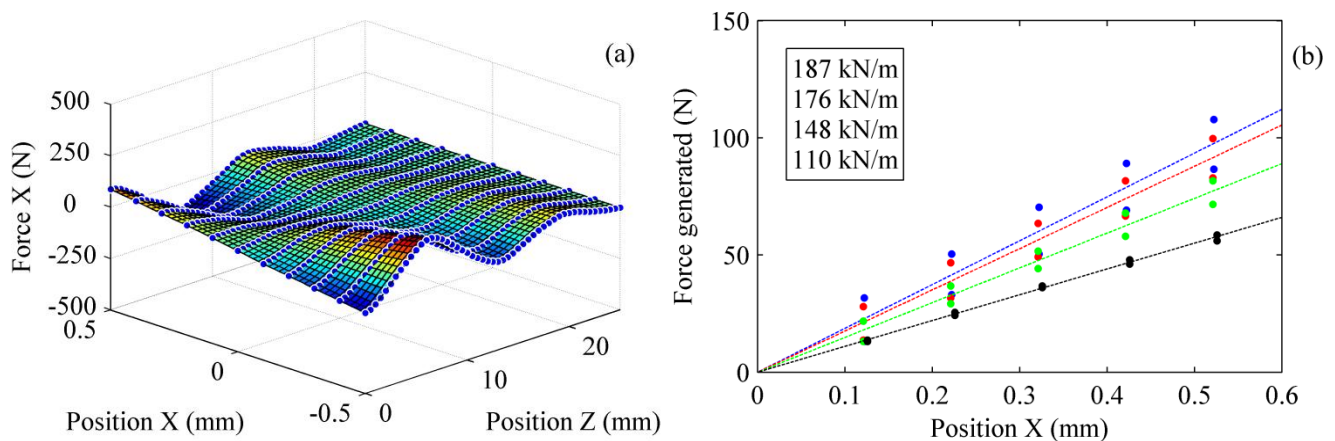 (a)
Force X (N)
500
250
0
-250
-500
0.5
0
-0.5
Position X (mm)
0
10
20
Position Z (mm)
(b)
Force generated (N)
150
100
50
0
187 kN/m
176 kN/m
148 kN/m
110 kN/m
0 0.1 0.2 0.3 0.4 0.5 0.6
Position X (mm)